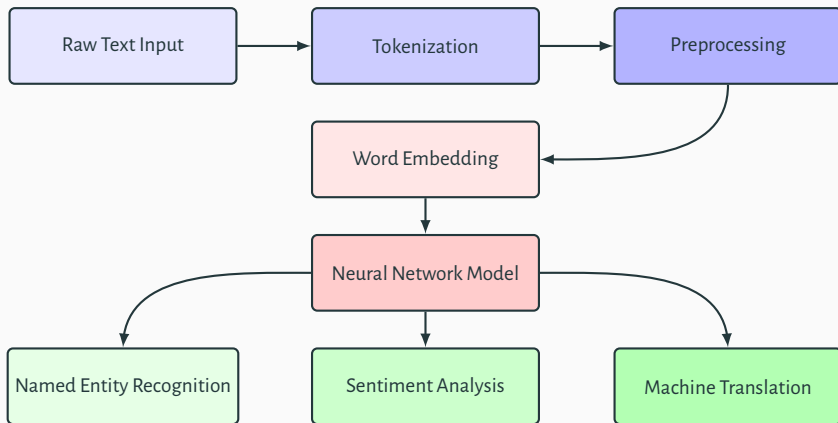 Raw Text Input
Tokenization
Preprocessing
Word Embedding
Neural Network Model
Named Entity Recognition
Sentiment Analysis
Machine Translation